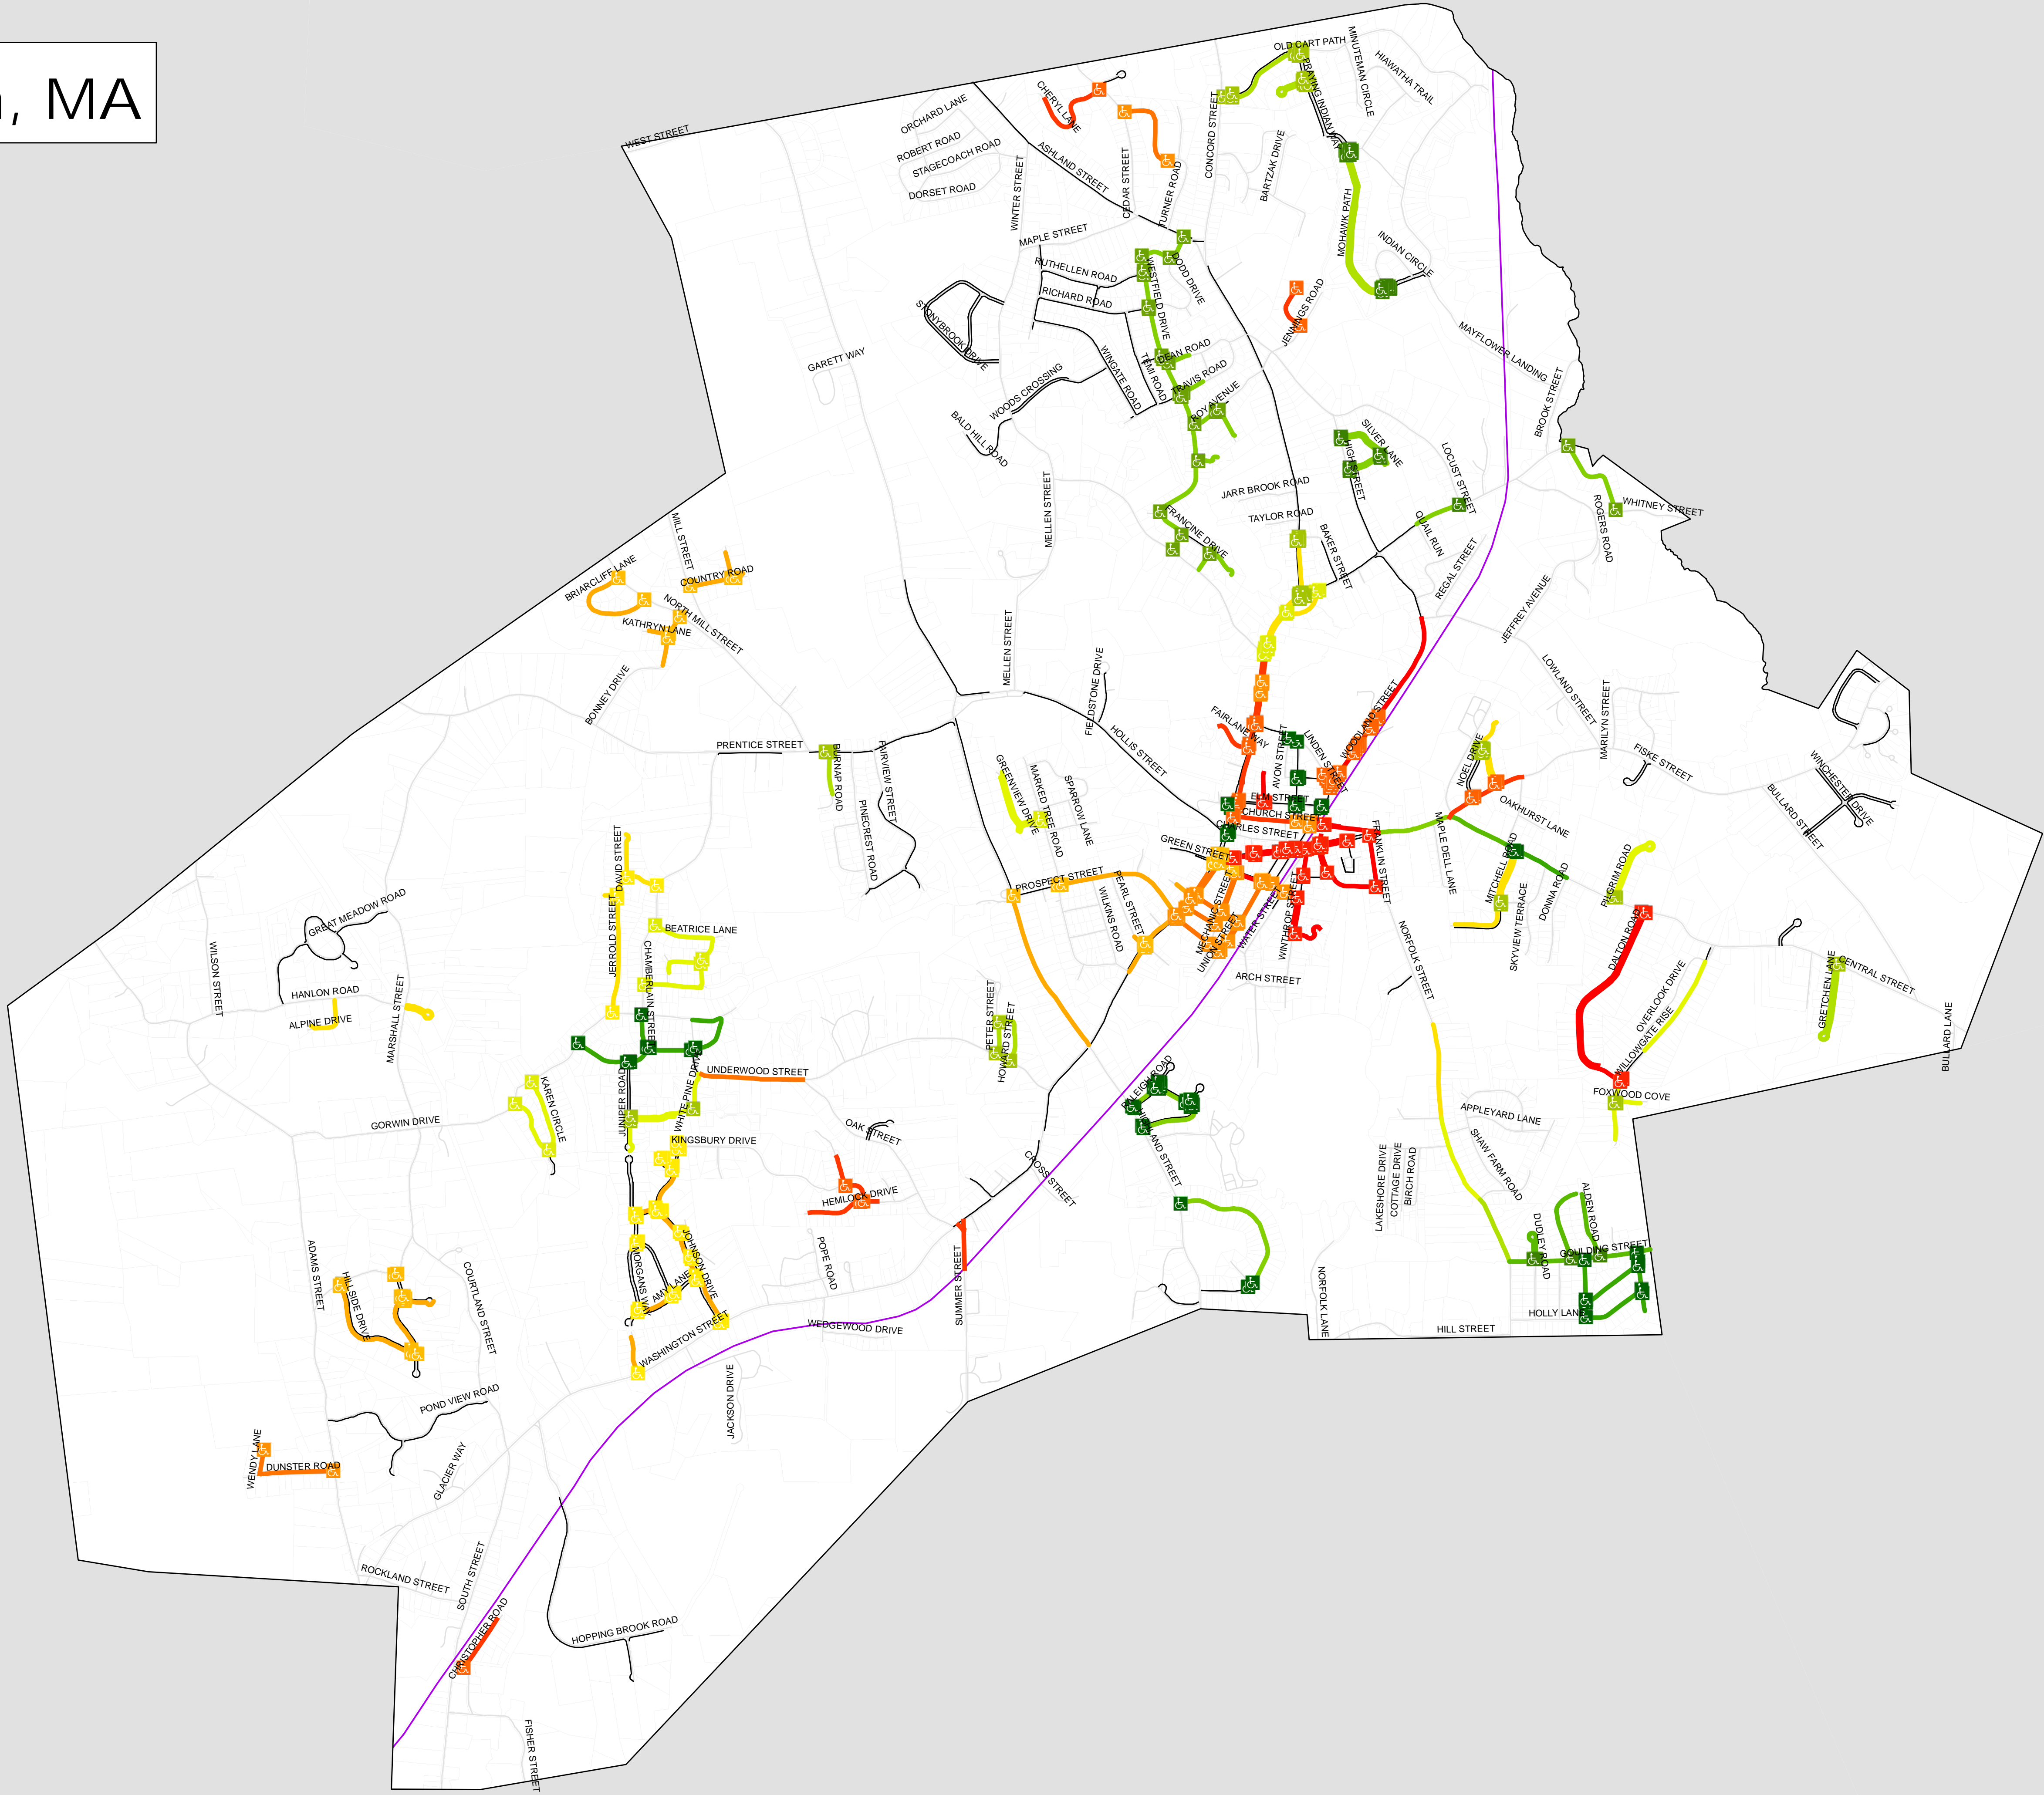 , MA
OLD CART PATH
MINUTEMAN CIRCLE
HIAWATHA TRAIL
PRAYING INDIAN WAY
CHERYL LANE
ORCHARD LANE
WEST STREET
ROBERT ROAD
STAGECOACH ROAD
DORSET ROAD
WINTER STREET
ASHLAND STREET
CEDAR STREET
TURNER ROAD
CONCORD STREET
BARTZAK DRIVE
MOHAWK PATH
INDIAN CIRCLE
MAPLE STREET
RUTHELLEN ROAD
RICHARD ROAD
WESTFIELD DRIVE
DODD DRIVE
JENNINGS ROAD
STONYBROOK DRIVE
MAYFLOWER LANDING
GARETT WAY
WOODS CROSSING
WINGATE ROAD
TEMI ROAD
DEAN ROAD
TRAVIS ROAD
ROY AVENUE
BALD HILL ROAD
BROOK STREET
SILVER LANE
HIGH STREET
LOCUST STREET
MELLEN STREET
JARR BROOK ROAD
TAYLOR ROAD
FRANCINE DRIVE
BAKER STREET
QUAIL RUN
REGAL STREET
ROGERS ROAD
WHITNEY STREET
MILL STREET
BRIARCLIFF LANE
COUNTRY ROAD
NORTH MILL STREET
KATHRYN LANE
BONNEY DRIVE
MELLEN STREET
FIELDSTONE DRIVE
JEFFREY AVENUE
LOWLAND STREET
MARILYN STREET
FISKE STREET
WINCHESTER DRIVE
BULLARD STREET
PRENTICE STREET
BURNAP ROAD
FAIRVIEW STREET
PINECREST ROAD
HOLLIS STREET
FAIRLANE WAY
AVON STREET
LINDEN STREET
WOODLAND STREET
NOEL DRIVE
OAKHURST LANE
GREENVIEW DRIVE
MARKED TREE ROAD
SPARROW LANE
ELM STREET
CHURCH STREET
CHARLES STREET
GREEN STREET
FRANKLIN STREET
MAPLE DELL LANE
MITCHELL ROAD
SKYVIEW TERRACE
DONNA ROAD
PILGRIM ROAD
DALTON ROAD
PROSPECT STREET
PEARL STREET
WILKINS ROAD
MECHANIC STREET
UNION STREET
WATER STREET
WINTHROP STREET
ARCH STREET
NORFOLK STREET
DAVID STREET
JERROLD STREET
BEATRICE LANE
CHAMBERLAIN STREET
GREAT MEADOW ROAD
WILSON STREET
HANLON ROAD
ALPINE DRIVE
MARSHALL STREET
OVERLOOK DRIVE
WILLOWGATE RISE
GRETCHEN LANE
CENTRAL STREET
BULLARD LANE
PETER STREET
HOWARD STREET
UNDERWOOD STREET
WHITE PINE DRIVE
JUNIPER ROAD
KAREN CIRCLE
GORWIN DRIVE
KINGSBURY DRIVE
OAK STREET
HEMLOCK DRIVE
CROSS STREET
HIGHLAND STREET
FOXWOOD COVE
APPLEYARD LANE
SHAW FARM ROAD
LAKESHORE DRIVE
COTTAGE DRIVE
BIRCH ROAD
ALDEN ROAD
DUDLEY ROAD
GOULDING STREET
HOLLY LANE
HILL STREET
NORFOLK LANE
ADAMS STREET
HILLSIDE DRIVE
COURTLAND STREET
MORGANS WAY
AMY LANE
JOHNSON DRIVE
POPE ROAD
SUMMER STREET
WEDGEWOOD DRIVE
WASHINGTON STREET
JACKSON DRIVE
POND VIEW ROAD
GLACIER WAY
WENDY LANE
DUNSTER ROAD
ROCKLAND STREET
SOUTH STREET
CHRISTOPHER ROAD
HOPPING BROOK ROAD
FISHER STREET